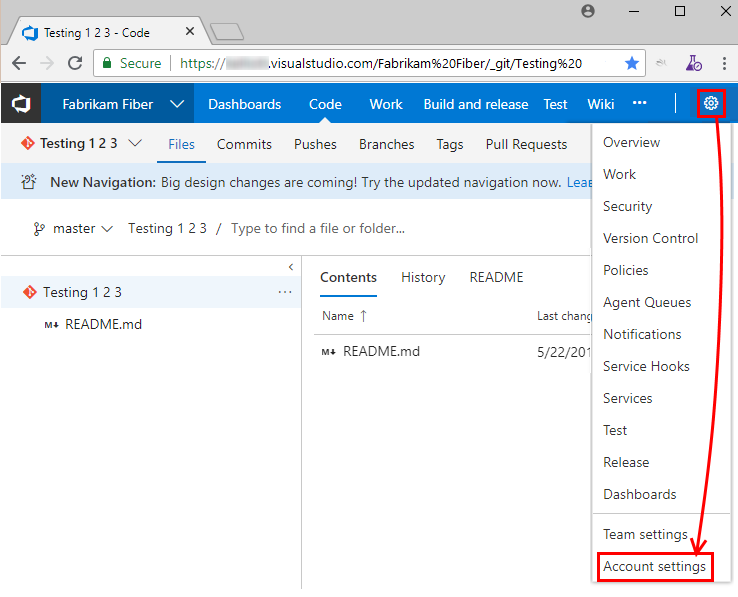 Testing 1 2 3 - Code
Secure https:// .visualstudio.com/Fabrikam%20Fiber/_git/Testing%20
Fabrikam Fiber Dashboards Code Work Build and release Test Wiki ...
Testing 1 2 3 Files Commits Pushes Branches Tags Pull Requests
New Navigation: Big design changes are coming! Try the updated navigation now. Lea
master Testing 1 2 3 / Type to find a file or folder...
Testing 1 2 3 ...
README.md
Contents History README
Name ↑ Last chang
README.md 5/22/201
Overview
Work
Security
Version Control
Policies
Agent Queues
Notifications
Service Hooks
Services
Test
Release
Dashboards
Team settings
Account settings